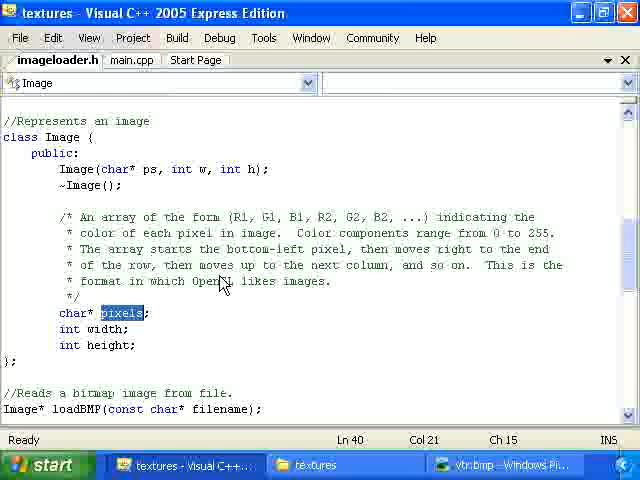 textures - Visual C++ 2005 Express Edition
File Edit View Project Build Debug Tools Window Community Help
imageloader.h main.cpp Start Page
Image
//Represents an image
class Image {
public:
Image(char* ps, int w, int h);
~Image();
/* An array of the form (R1, G1, B1, R2, G2, B2, ...) indicating the
* color of each pixel in image.  Color components range from 0 to 255.
* The array starts the bottom-left pixel, then moves right to the end
* of the row, then moves up to the next column, and so on.  This is the
* format in which OpenGL likes images.
*/
char* pixels;
int width;
int height;
};
//Reads a bitmap image from file.
Image* loadBMP(const char* filename);
Ready Ln 40 Col 21 Ch 15 INS
start textures - Visual C++... textures vtr.bmp - Windows Pi...